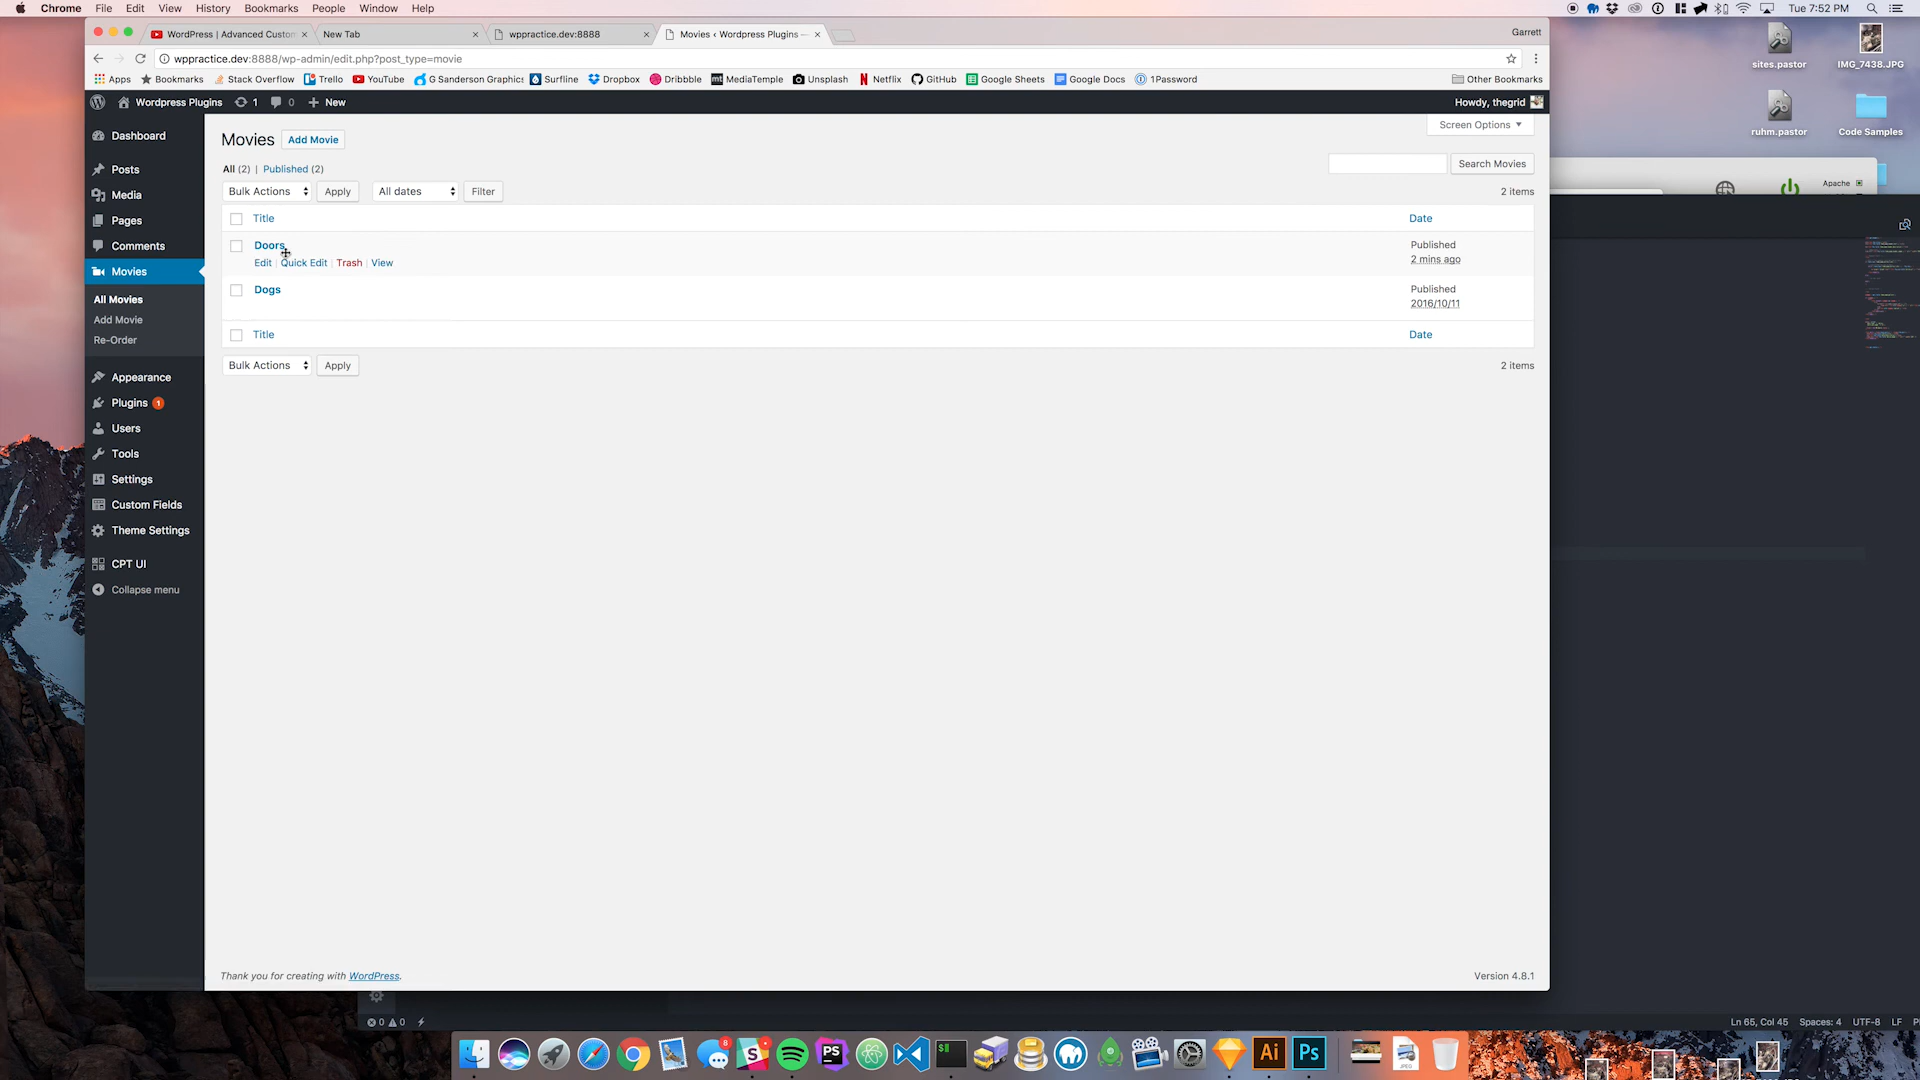 Chrome File Edit View History Bookmarks People Window Help
Tue 7:52 PM
WordPress | Advanced Custom
New Tab
wppractice.dev:8888
Movies ‹ Wordpress Plugins —
Garrett
wppractice.dev:8888/wp-admin/edit.php?post_type=movie
Apps Bookmarks Stack Overflow Trello YouTube G Sanderson Graphics Surfline Dropbox Dribbble MediaTemple Unsplash Netflix GitHub Google Sheets Google Docs 1Password Other Bookmarks
Wordpress Plugins 1 0 New
Howdy, thegrid
Dashboard
Posts
Media
Pages
Comments
Movies
All Movies
Add Movie
Re-Order
Appearance
Plugins 1
Users
Tools
Settings
Custom Fields
Theme Settings
CPT UI
Collapse menu
Screen Options
Movies Add Movie
All (2) | Published (2)
Search Movies
Bulk Actions Apply All dates Filter
2 items
Title Date
Doors
Edit | Quick Edit | Trash | View
Published
2 mins ago
Dogs
Published
2016/10/11
Title Date
Bulk Actions Apply
2 items
Thank you for creating with WordPress.
Version 4.8.1
sites.pastor
IMG_7438.JPG
ruhm.pastor
Code Samples
Apache
0 0
Ln 65, Col 45 Spaces: 4 UTF-8 LF
8
PS
$
Ai
Ps
JPEG